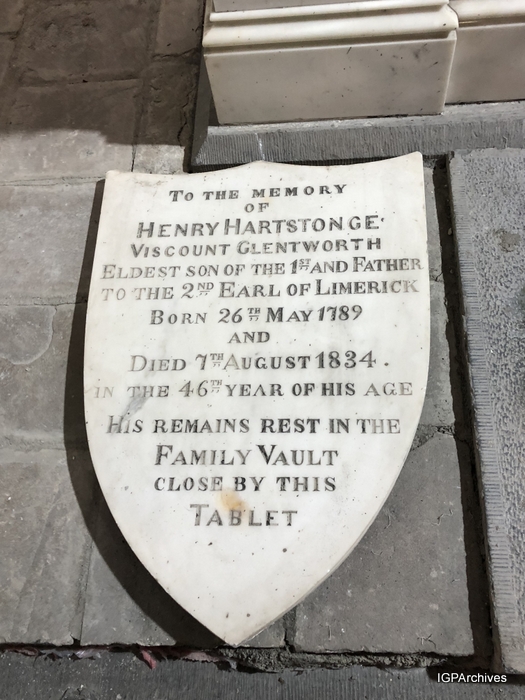 TO THE MEMORY
OF
HENRY HARTSTONGE
VISCOUNT GLENTWORTH
ELDEST SON OF THE 1ST AND FATHER
TO THE 2ND EARL OF LIMERICK
BORN 26TH MAY 1789
AND
DIED 7TH AUGUST 1834.
IN THE 46TH YEAR OF HIS AGE
HIS REMAINS REST IN THE
FAMILY VAULT
CLOSE BY THIS
TABLET
IGPArchives